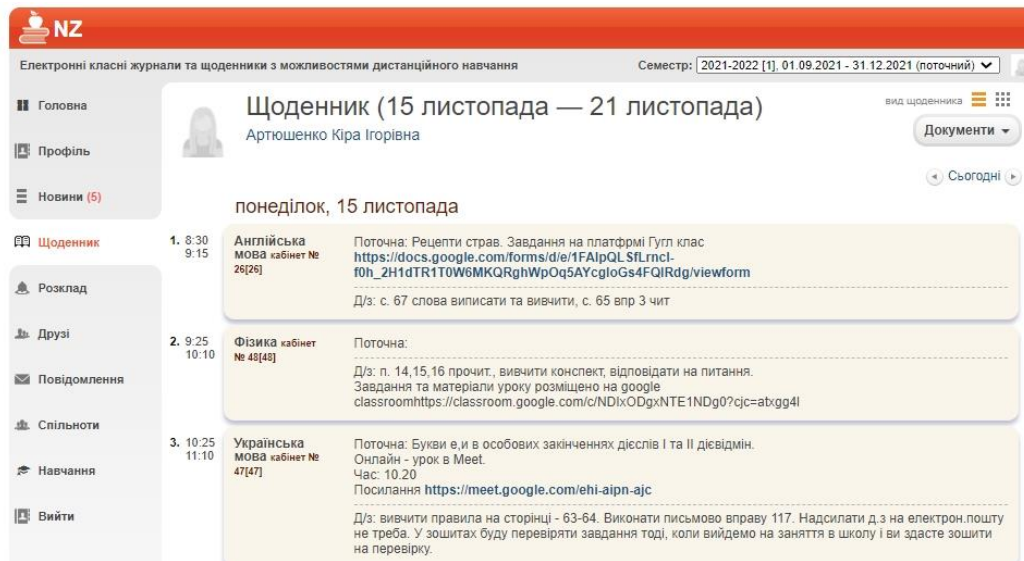 NZ
Електронні класні журнали та щоденники з можливостями дистанційного навчання
Семестр: 2021-2022 [1], 01.09.2021 - 31.12.2021 (поточний)
Головна
Профіль
Новини (5)
Щоденник
Розклад
Друзі
Повідомлення
Спільноти
Навчання
Вийти
Щоденник (15 листопада — 21 листопада)
Артюшенко Кіра Ігорівна
вид щоденника
Документи
Сьогодні
понеділок, 15 листопада
1. 8:30
9:15
Англійська
мова кабінет №
26[26]
Поточна: Рецепти страв. Завдання на платфрмі Гугл клас
https://docs.google.com/forms/d/e/1FAIpQLSfLrncI-
f0h_2H1dTR1T0W6MKQRghWpOq5AYcgloGs4FQlRdg/viewform
Д/з: с. 67 слова виписати та вивчити, с. 65 впр 3 чит
2. 9:25
10:10
Фізика кабінет
№ 48[48]
Поточна:
Д/з: п. 14,15,16 прочит., вивчити конспект, відповідати на питання.
Завдання та матеріали уроку розміщено на google
classroomhttps://classroom.google.com/c/NDIxODgxNTE1NDg0?cjc=atxgg4l
3. 10:25
11:10
Українська
мова кабінет №
47[47]
Поточна: Букви е,и в особових закінченнях дієслів І та ІІ дієвідмін.
Онлайн - урок в Meet.
Час: 10.20
Посилання https://meet.google.com/ehi-aipn-ajc
Д/з: вивчити правила на сторінці - 63-64. Виконати письмово вправу 117. Надсилати д.з на електрон.пошту
не треба. У зошитах буду перевіряти завдання тоді, коли вийдемо на заняття в школу і ви здасте зошити
на перевірку.